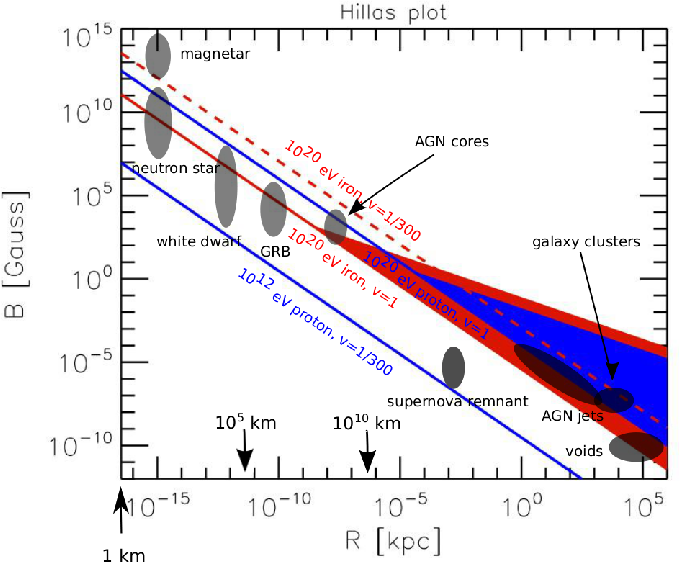 Hillas plot
10^15
magnetar
10^10
10^20 eV iron, v=1/300
AGN cores
neutron star
10^5
white dwarf
GRB
10^20 eV iron, v=1
10^20 eV proton, v=1
galaxy clusters
B [Gauss]
10^0
10^12 eV proton, v=1/300
10^-5
supernova remnant
AGN jets
10^5 km
10^10 km
voids
10^-10
10^-15
10^-10
10^-5
10^0
10^5
R [kpc]
1 km